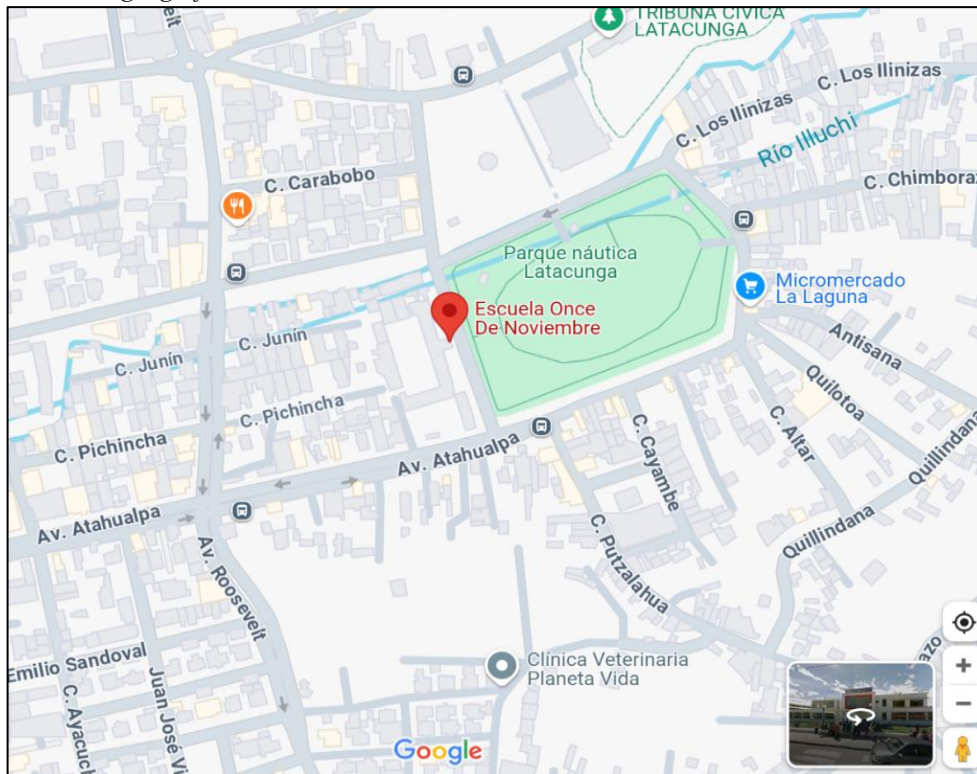 TRIBUNA CÍVICA
LATACUNGA
C. Los Ilinizas
C. Los Ilinizas
Río Illuchi
C. Carabobo
C. Chimboraz
Parque náutica
Latacunga
Micromercado
La Laguna
Escuela Once
De Noviembre
Antisana
C. Junín
C. Junín
Quilotoa
C. Pichincha
C. Pichincha
C. Altar
Av. Atahualpa
C. Cayambe
Quillindana
Av. Atahualpa
C. Putzalahua
Quillindana
Av. Roosevelt
Emilio Sandoval
Clínica Veterinaria
Planeta Vida
azo
C. Ayacuch
Juan José Vi
Google